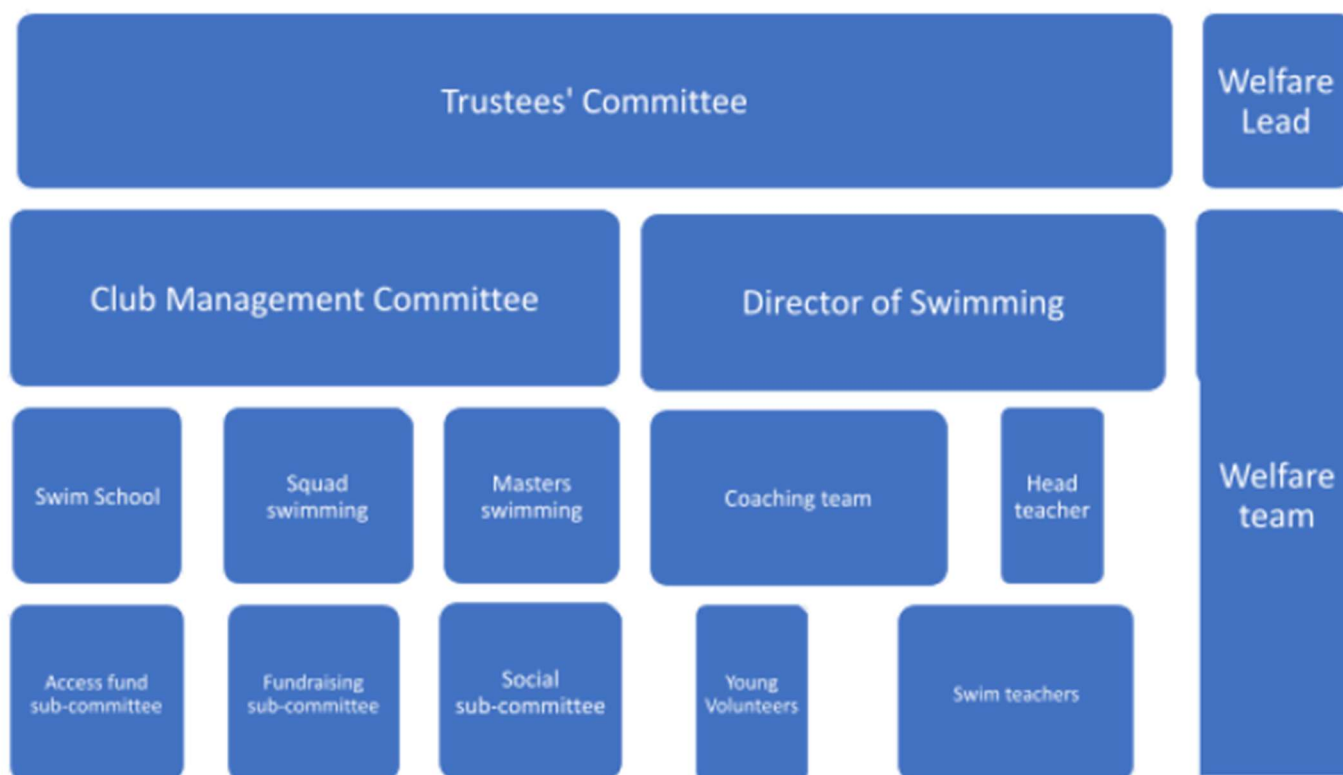 Trustees' Committee
Welfare
Lead
Club Management Committee
Director of Swimming
Swim School
Squad
swimming
Masters
swimming
Coaching team
Head
teacher
Welfare
team
Access fund
sub-committee
Fundraising
sub-committee
Social
sub-committee
Young
Volunteers
Swim teachers